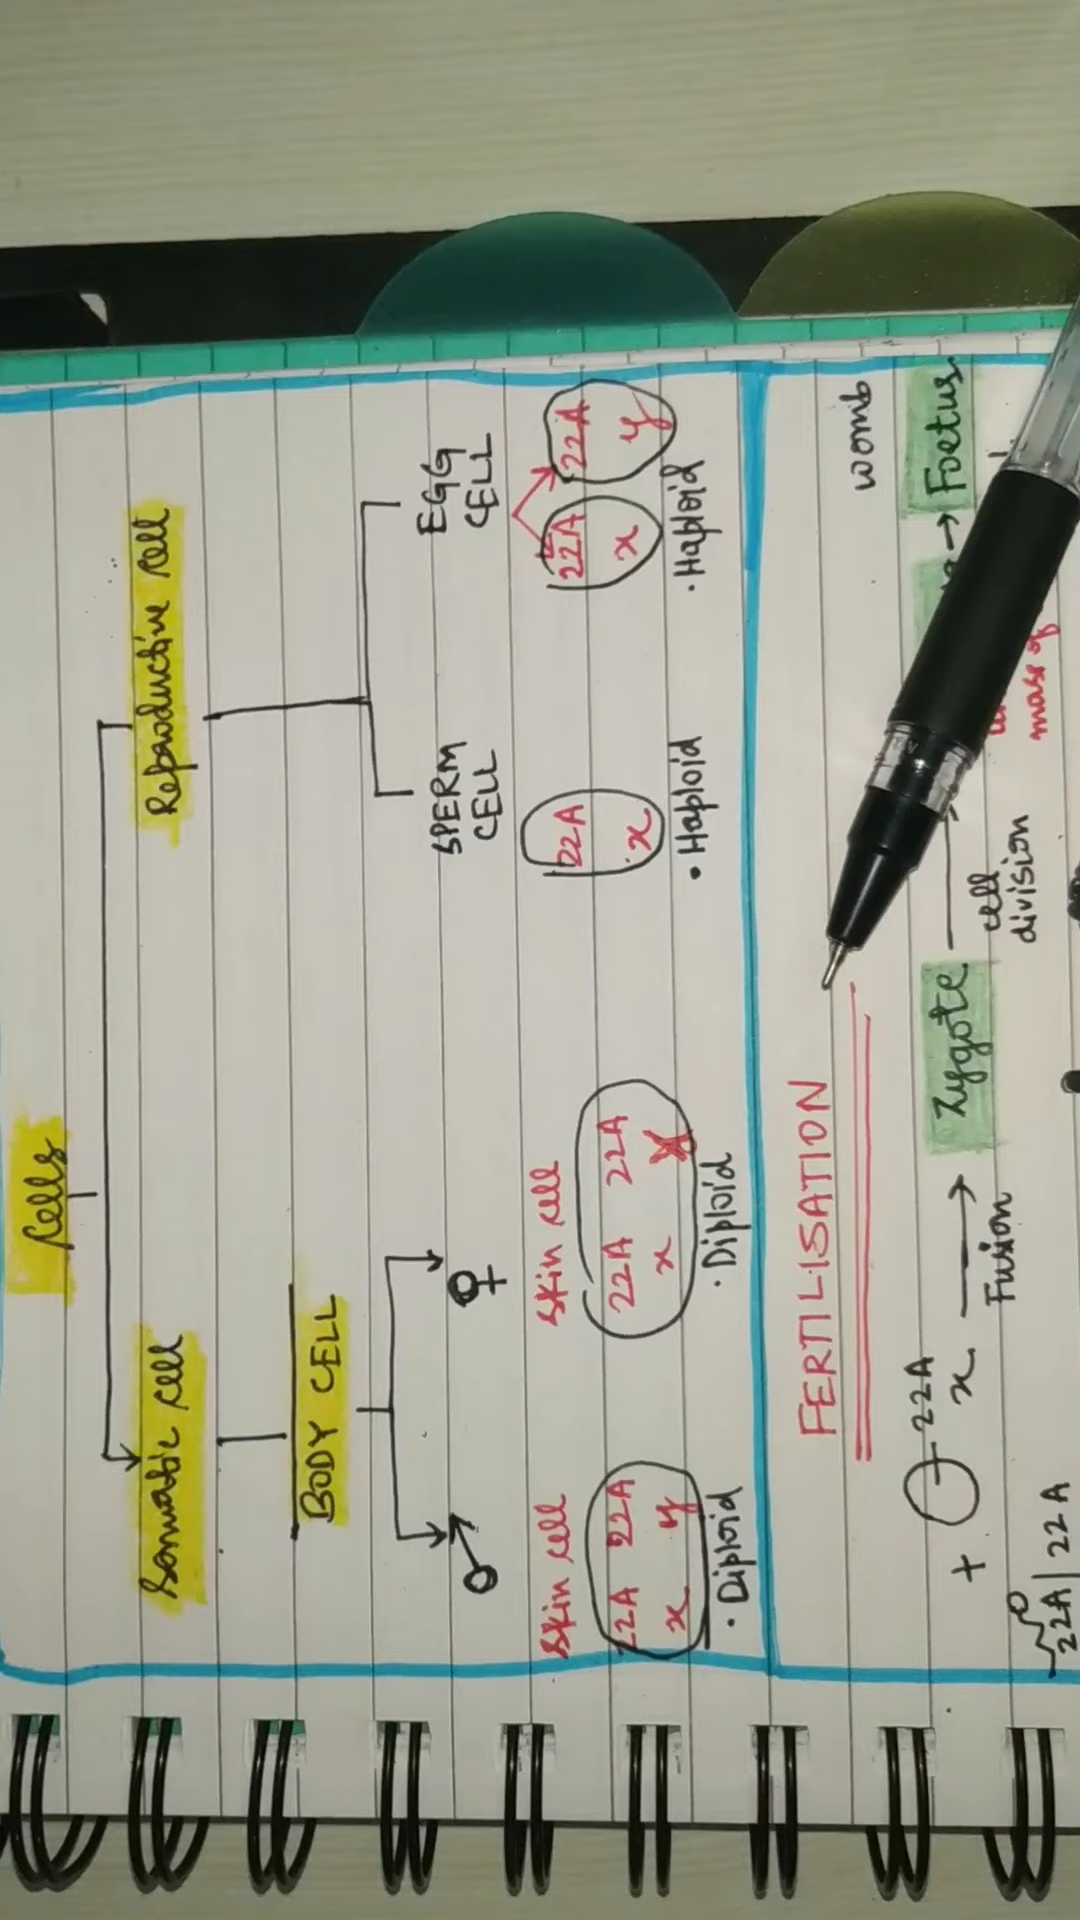 Cells
Somatic cell
Reproductive cell
BODY CELL
SPERM
CELL
EGG
CELL
♂
♀
Skin cell
Skin cell
22A 22A
x y
22A 22A
x X
22A
x
22A
x
22A
y
• Diploid
• Diploid
• Haploid
• Haploid
FERTILISATION
womb
+
22A
x
Fusion
Zygote
cell
division
mass of
→ Foetus
22A | 22A